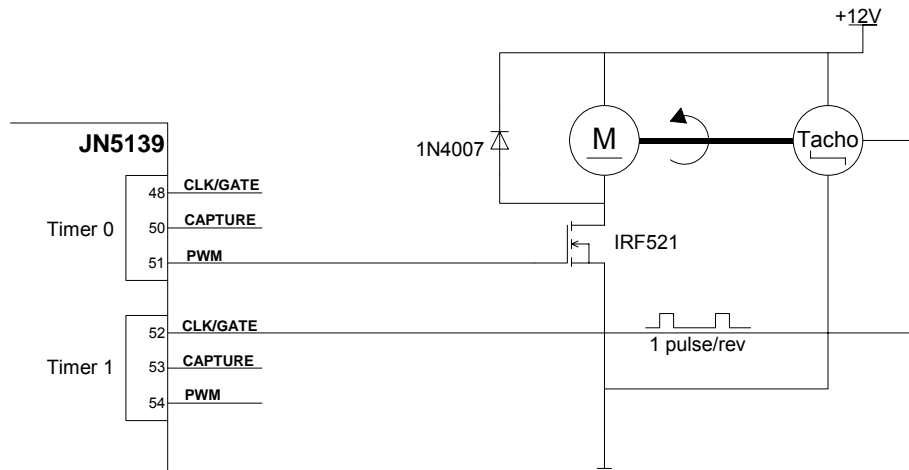 +12V
JN5139
1N4007
M
Tacho
Timer 0
48 CLK/GATE
50 CAPTURE
51 PWM
IRF521
Timer 1
52 CLK/GATE
53 CAPTURE
54 PWM
1 pulse/rev